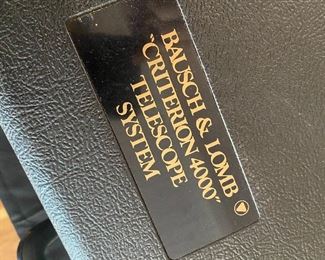 BAUSCH & LOMB
"CRITERION 4000"
TELESCOPE
SYSTEM